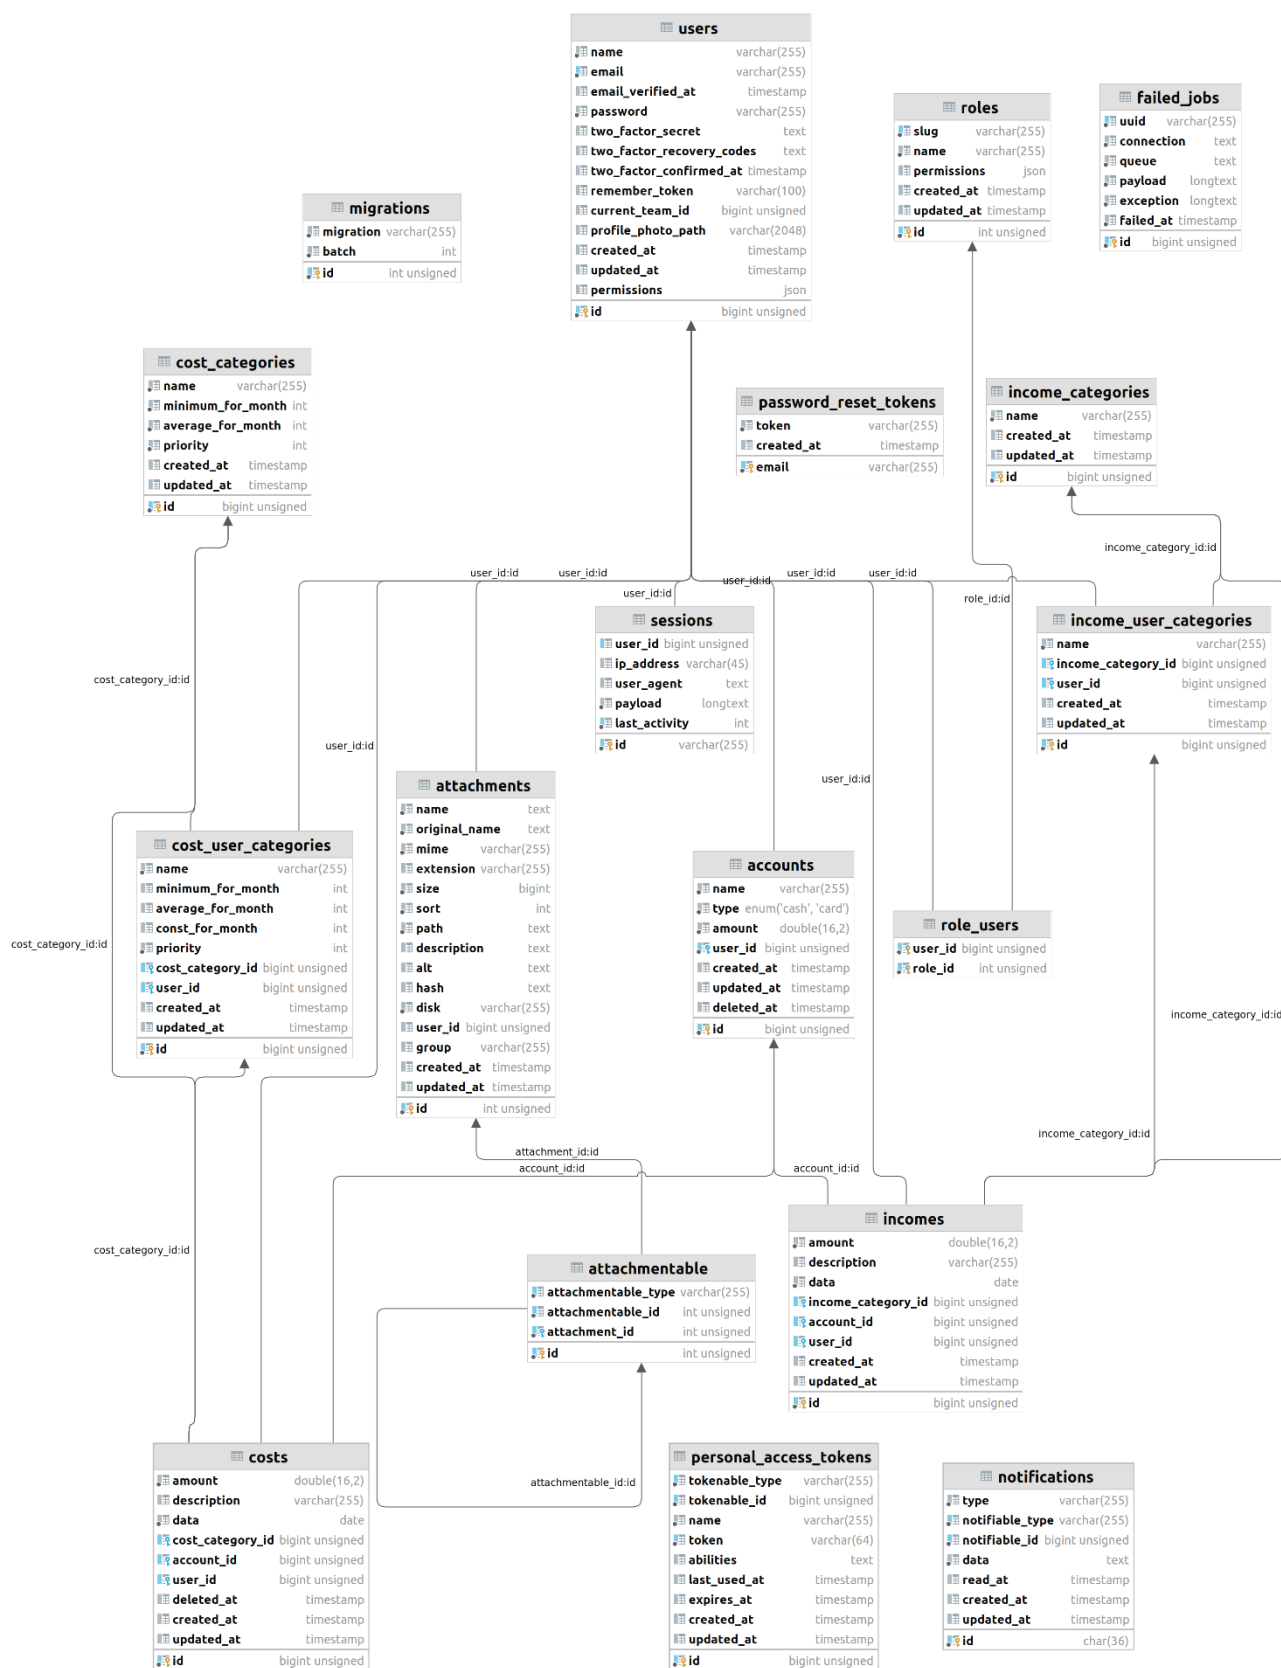 users
name varchar(255)
email varchar(255)
email_verified_at timestamp
password varchar(255)
two_factor_secret text
two_factor_recovery_codes text
two_factor_confirmed_at timestamp
remember_token varchar(100)
current_team_id bigint unsigned
profile_photo_path varchar(2048)
created_at timestamp
updated_at timestamp
permissions json
id bigint unsigned
roles
slug varchar(255)
name varchar(255)
permissions json
created_at timestamp
updated_at timestamp
id int unsigned
failed_jobs
uuid varchar(255)
connection text
queue text
payload longtext
exception longtext
failed_at timestamp
id bigint unsigned
migrations
migration varchar(255)
batch int
id int unsigned
cost_categories
name varchar(255)
minimum_for_month int
average_for_month int
priority int
created_at timestamp
updated_at timestamp
id bigint unsigned
password_reset_tokens
token varchar(255)
created_at timestamp
email varchar(255)
income_categories
name varchar(255)
created_at timestamp
updated_at timestamp
id bigint unsigned
income_category_id:id
user_id:id
user_id:id
user_id:id
user_id:id
user_id:id
user_id:id
role_id:id
sessions
user_id bigint unsigned
ip_address varchar(45)
user_agent text
payload longtext
last_activity int
id varchar(255)
income_user_categories
name varchar(255)
income_category_id bigint unsigned
user_id bigint unsigned
created_at timestamp
updated_at timestamp
id bigint unsigned
cost_category_id:id
user_id:id
user_id:id
attachments
name text
original_name text
mime varchar(255)
extension varchar(255)
size bigint
sort int
path text
description text
alt text
hash text
disk varchar(255)
user_id bigint unsigned
group varchar(255)
created_at timestamp
updated_at timestamp
id int unsigned
cost_user_categories
name varchar(255)
minimum_for_month int
average_for_month int
const_for_month int
priority int
cost_category_id bigint unsigned
user_id bigint unsigned
created_at timestamp
updated_at timestamp
id bigint unsigned
accounts
name varchar(255)
type enum('cash', 'card')
amount double(16,2)
user_id bigint unsigned
created_at timestamp
updated_at timestamp
deleted_at timestamp
id bigint unsigned
role_users
user_id bigint unsigned
role_id int unsigned
cost_category_id:id
income_category_id:id
income_category_id:id
attachment_id:id
account_id:id
account_id:id
incomes
amount double(16,2)
description varchar(255)
data date
income_category_id bigint unsigned
account_id bigint unsigned
user_id bigint unsigned
created_at timestamp
updated_at timestamp
id bigint unsigned
cost_category_id:id
attachmentable
attachmentable_type varchar(255)
attachmentable_id int unsigned
attachment_id int unsigned
id int unsigned
attachmentable_id:id
costs
amount double(16,2)
description varchar(255)
data date
cost_category_id bigint unsigned
account_id bigint unsigned
user_id bigint unsigned
deleted_at timestamp
created_at timestamp
updated_at timestamp
id bigint unsigned
personal_access_tokens
tokenable_type varchar(255)
tokenable_id bigint unsigned
name varchar(255)
token varchar(64)
abilities text
last_used_at timestamp
expires_at timestamp
created_at timestamp
updated_at timestamp
id bigint unsigned
notifications
type varchar(255)
notifiable_type varchar(255)
notifiable_id bigint unsigned
data text
read_at timestamp
created_at timestamp
updated_at timestamp
id char(36)